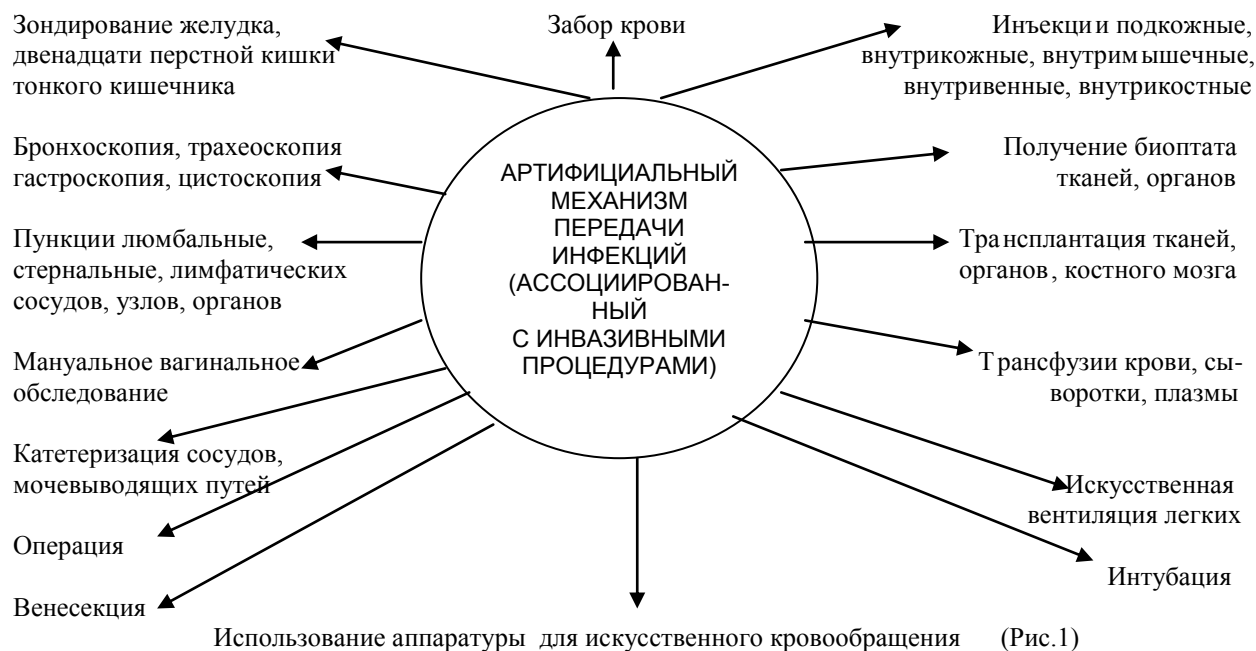 Зондирование желудка,
двенадцати перстной кишки
тонкого кишечника
Забор крови
Инъекции подкожные,
внутрикожные, внутримышечные,
внутривенные, внутрикостные
Бронхоскопия, трахеоскопия
гастроскопия, цистоскопия
АРТИФИЦИАЛЬНЫЙ
МЕХАНИЗМ
ПЕРЕДАЧИ
ИНФЕКЦИЙ
(АССОЦИИРОВАН-
НЫЙ
С ИНВАЗИВНЫМИ
ПРОЦЕДУРАМИ)
Получение биоптата
тканей, органов
Пункции люмбальные,
стернальные, лимфатических
сосудов, узлов, органов
Трансплантация тканей,
органов, костного мозга
Мануальное вагинальное
обследование
Трансфузии крови, сы-
воротки, плазмы
Катетеризация сосудов,
мочевыводящих путей
Искусственная
вентиляция легких
Операция
Интубация
Венесекция
Использование аппаратуры для искусственного кровообращения (Рис.1)